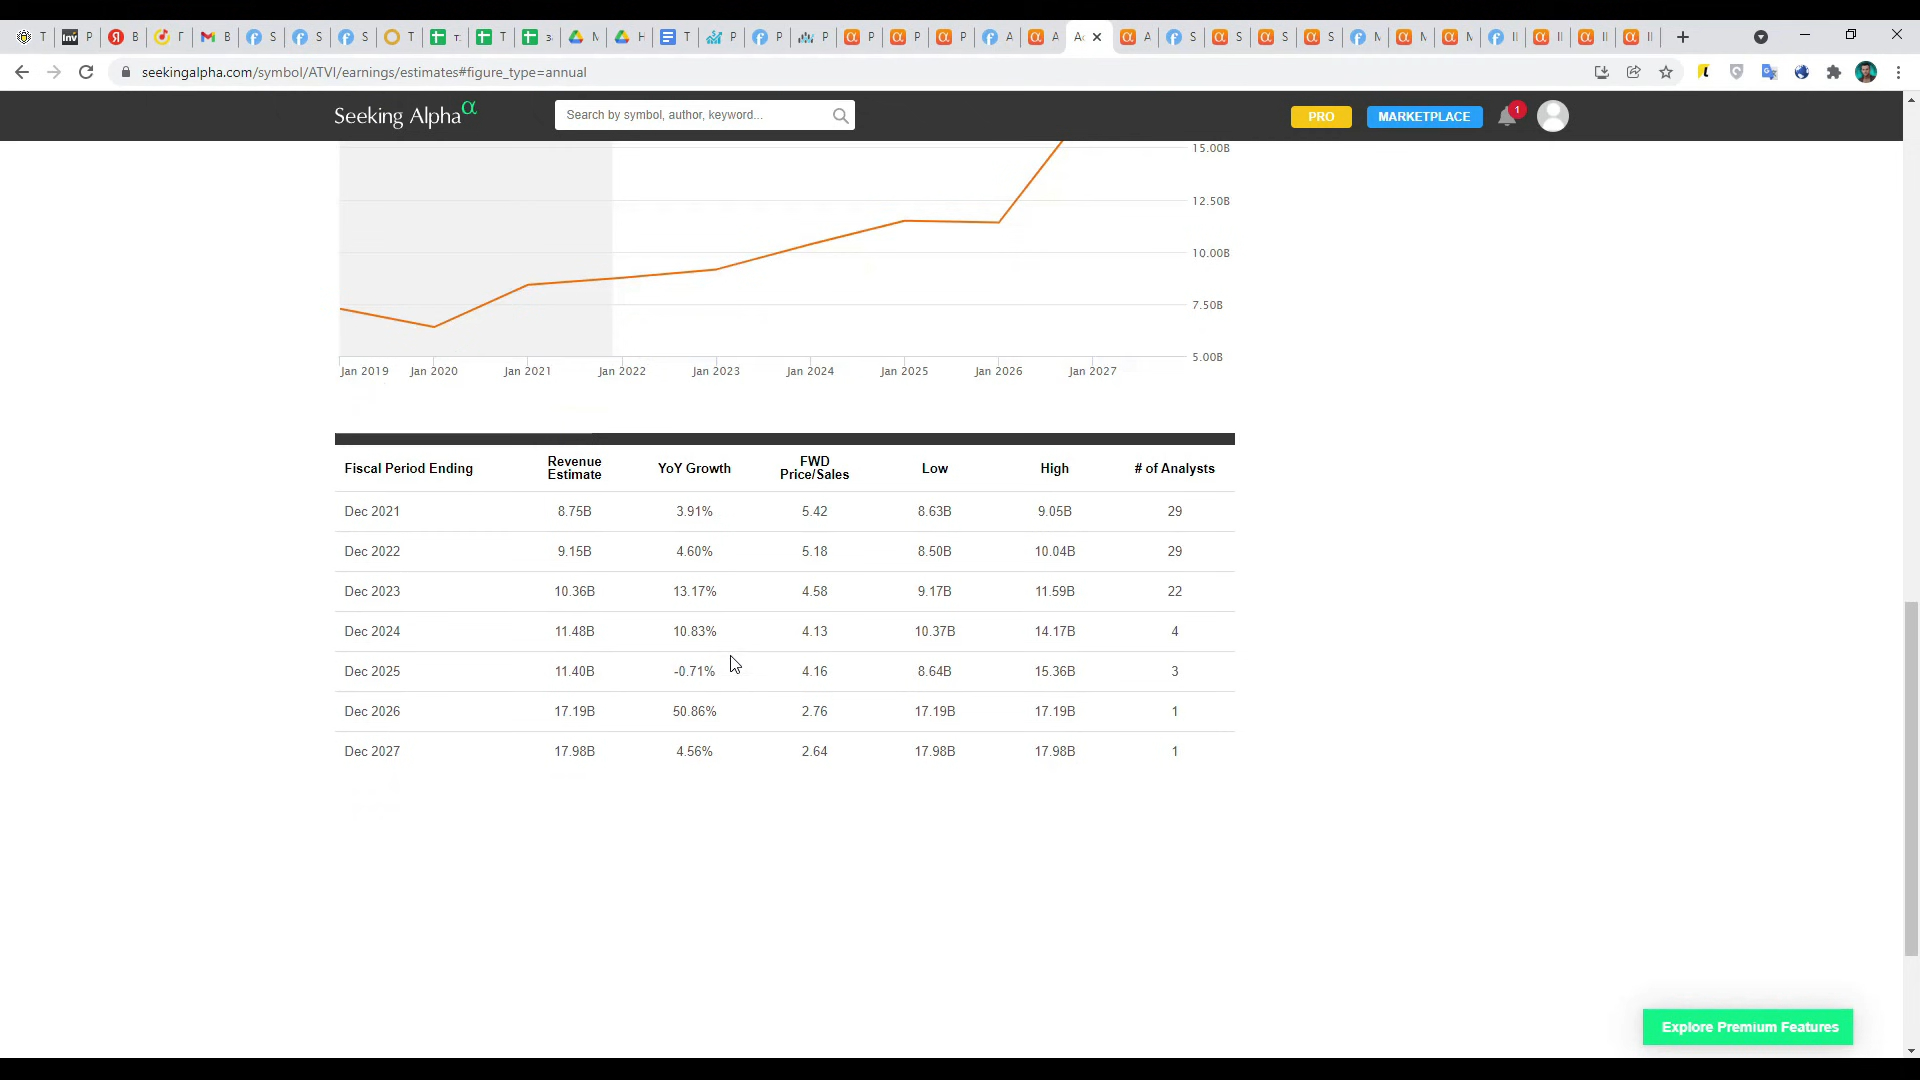 T
Inv P
Я В
Г
M В
S
S
S
T
т
Т
з
N
H
T
P
P
P
P
P
P
A
A
Ac
A
S
S
S
S
M
M
M
II
II
II
II
seekingalpha.com/symbol/ATVI/earnings/estimates#figure_type=annual
Seeking Alpha α
Search by symbol, author, keyword...
PRO
MARKETPLACE
1
15.00B
12.50B
10.00B
7.50B
5.00B
Jan 2019 Jan 2020 Jan 2021 Jan 2022 Jan 2023 Jan 2024 Jan 2025 Jan 2026 Jan 2027
Fiscal Period Ending Revenue Estimate YoY Growth FWD Price/Sales Low High # of Analysts
Dec 2021 8.75B 3.91% 5.42 8.63B 9.05B 29
Dec 2022 9.15B 4.60% 5.18 8.50B 10.04B 29
Dec 2023 10.36B 13.17% 4.58 9.17B 11.59B 22
Dec 2024 11.48B 10.83% 4.13 10.37B 14.17B 4
Dec 2025 11.40B -0.71% 4.16 8.64B 15.36B 3
Dec 2026 17.19B 50.86% 2.76 17.19B 17.19B 1
Dec 2027 17.98B 4.56% 2.64 17.98B 17.98B 1
Explore Premium Features